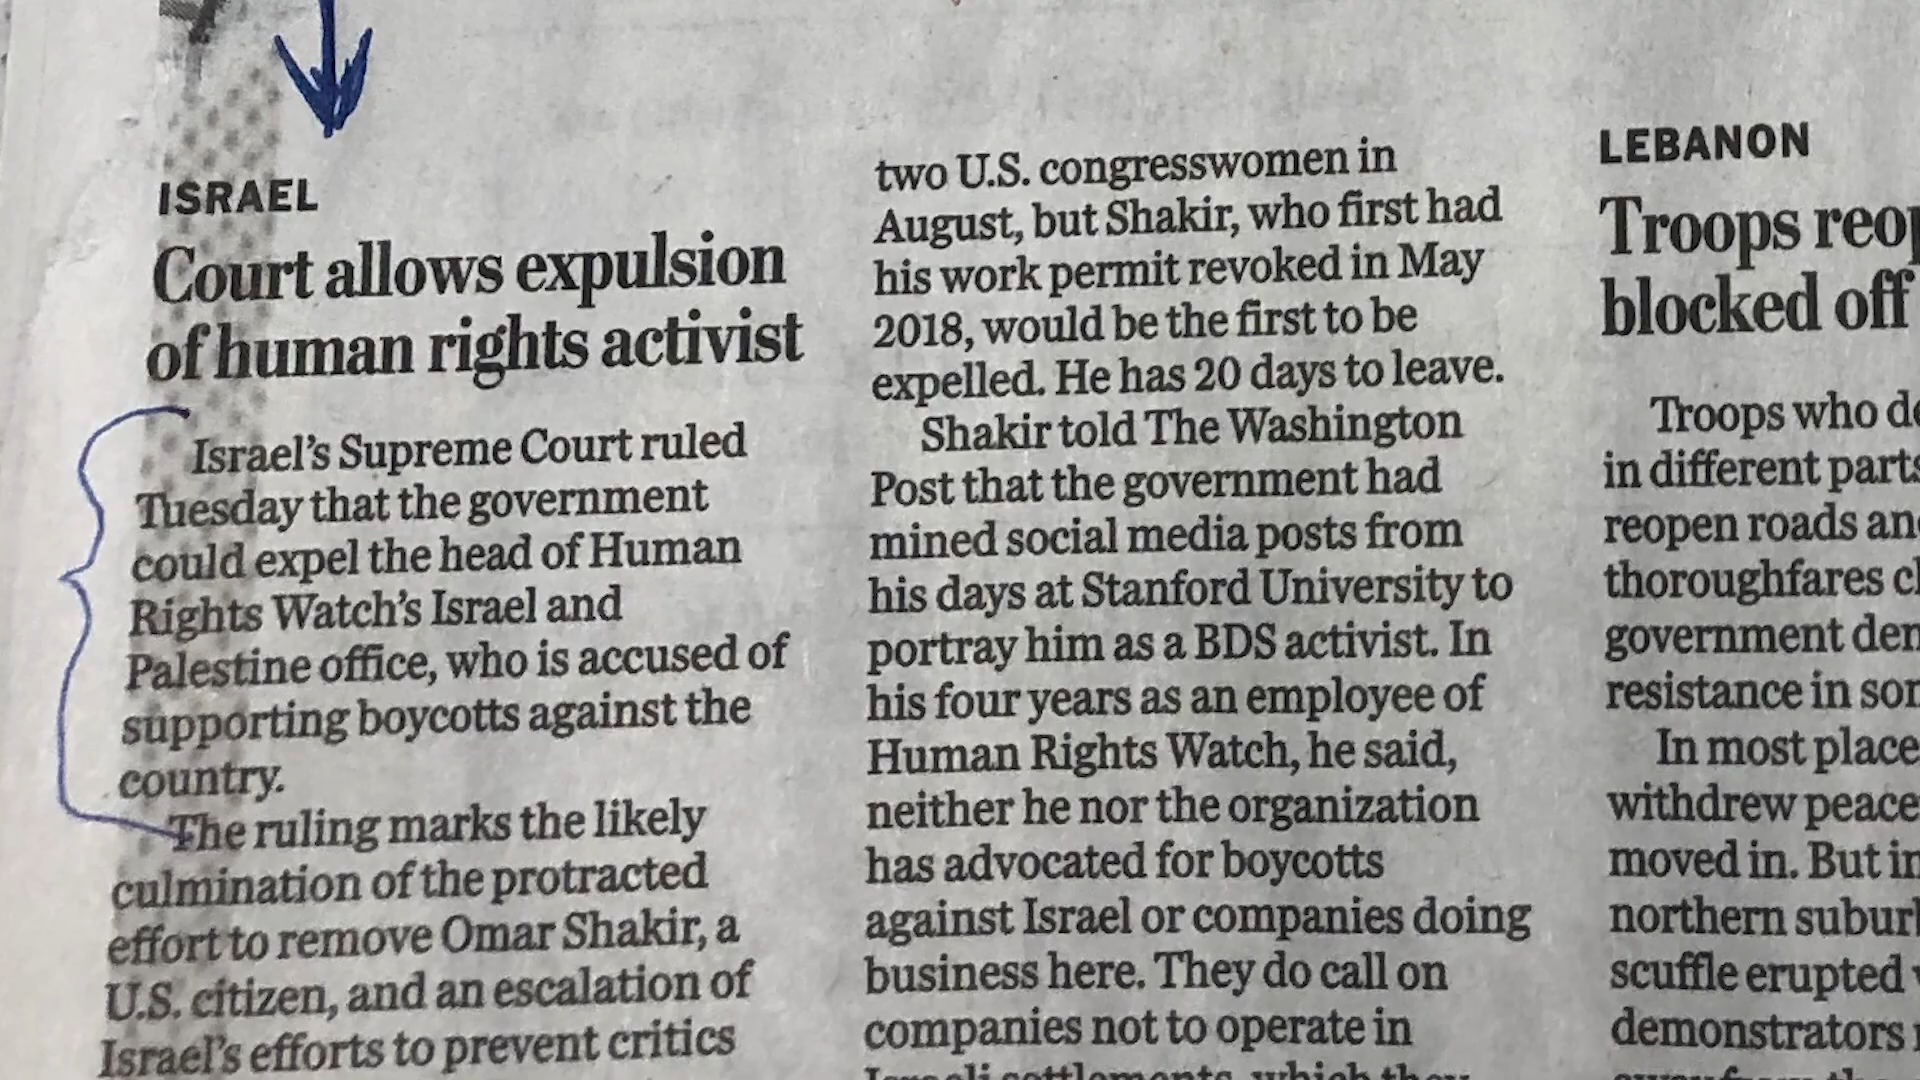 ISRAEL
Court allows expulsion
of human rights activist
Israel's Supreme Court ruled
Tuesday that the government
could expel the head of Human
Rights Watch's Israel and
Palestine office, who is accused of
supporting boycotts against the
country.
The ruling marks the likely
culmination of the protracted
effort to remove Omar Shakir, a
U.S. citizen, and an escalation of
Israel's efforts to prevent critics
two U.S. congresswomen in
August, but Shakir, who first had
his work permit revoked in May
2018, would be the first to be
expelled. He has 20 days to leave.
Shakir told The Washington
Post that the government had
mined social media posts from
his days at Stanford University to
portray him as a BDS activist. In
his four years as an employee of
Human Rights Watch, he said,
neither he nor the organization
has advocated for boycotts
against Israel or companies doing
business here. They do call on
companies not to operate in
settlements, which they
LEBANON
Troops
blocked off
Troops who
in different parts
reopen roads
thoroughfares
government
resistance in
In most
withdrew
moved in. But
northern
scuffle erupted
demonstrators